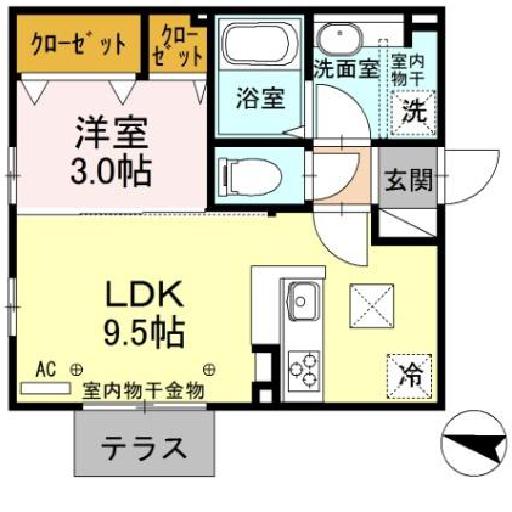 クローゼット
クロー
ゼット
浴室
洗面室
室内
物干
洗
洋室
3.0帖
玄関
LDK
9.5帖
AC
室内物干金物
冷
テラス